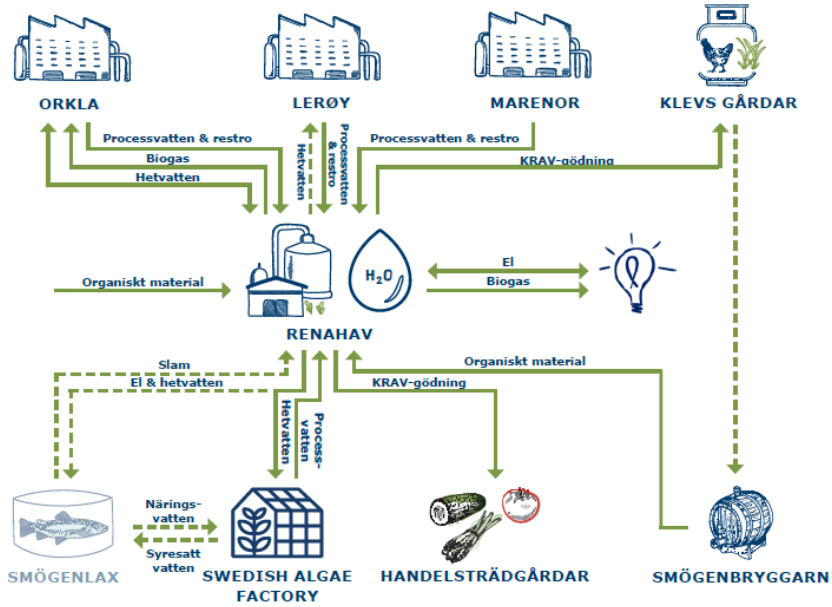 ORKLA
LERØY
MARENOR
KLEVS GÅRDAR
Processvatten & restro
Biogas
Hetvatten
Hetvatten
Processvatten
& restro
Processvatten & restro
KRAV-gödning
Organiskt material
H₂O
El
Biogas
RENAHAV
Slam
El & hetvatten
Hetvatten
Process-
vatten
KRAV-gödning
Organiskt material
Närings-
vatten
Syresatt
vatten
SMÖGENLAX
SWEDISH ALGAE
FACTORY
HANDELSTRÄDGÅRDAR
SMÖGENBRYGGARN